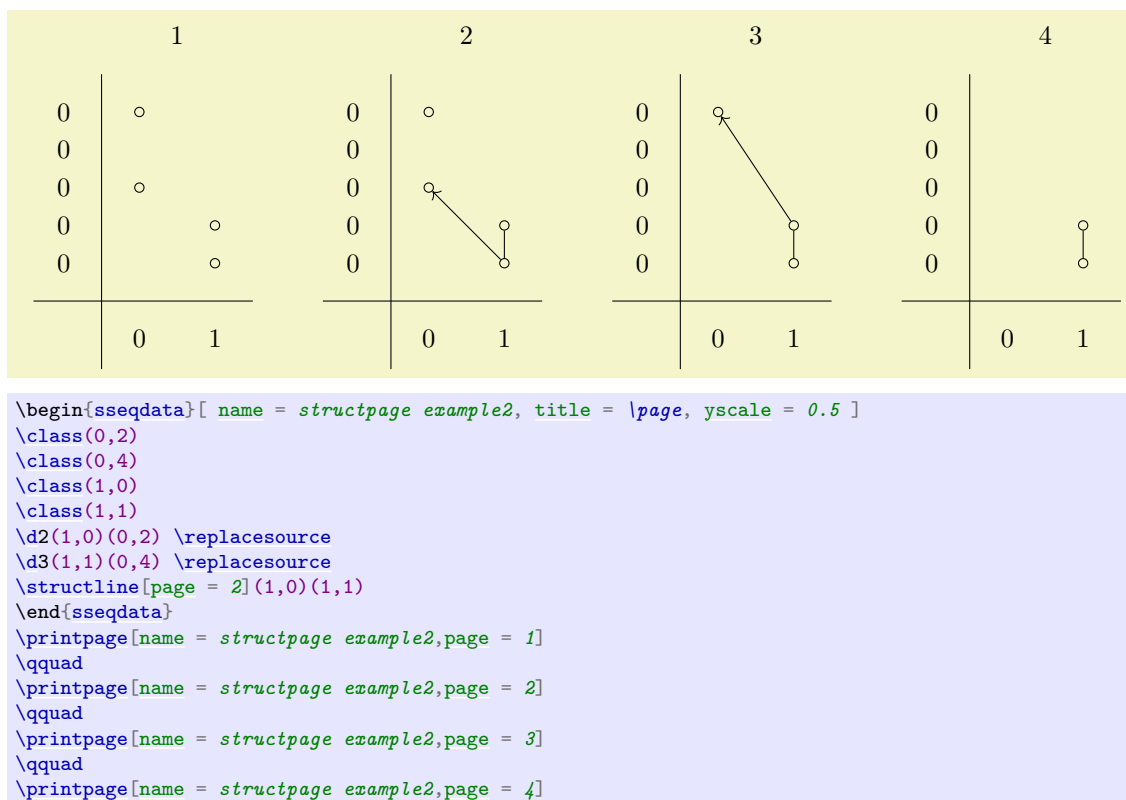 1 2 3 4
0 0 0 0
0 0 0 0
0 0 0 0
0 0 0 0
0 0 0 0
0 1 0 1 0 1 0 1
\begin{sseqdata}[ name = structpage example2, title = \page, yscale = 0.5 ]
\class(0,2)
\class(0,4)
\class(1,0)
\class(1,1)
\d2(1,0)(0,2) \replacesource
\d3(1,1)(0,4) \replacesource
\structline[page = 2](1,0)(1,1)
\end{sseqdata}
\printpage[name = structpage example2,page = 1]
\qquad
\printpage[name = structpage example2,page = 2]
\qquad
\printpage[name = structpage example2,page = 3]
\qquad
\printpage[name = structpage example2,page = 4]